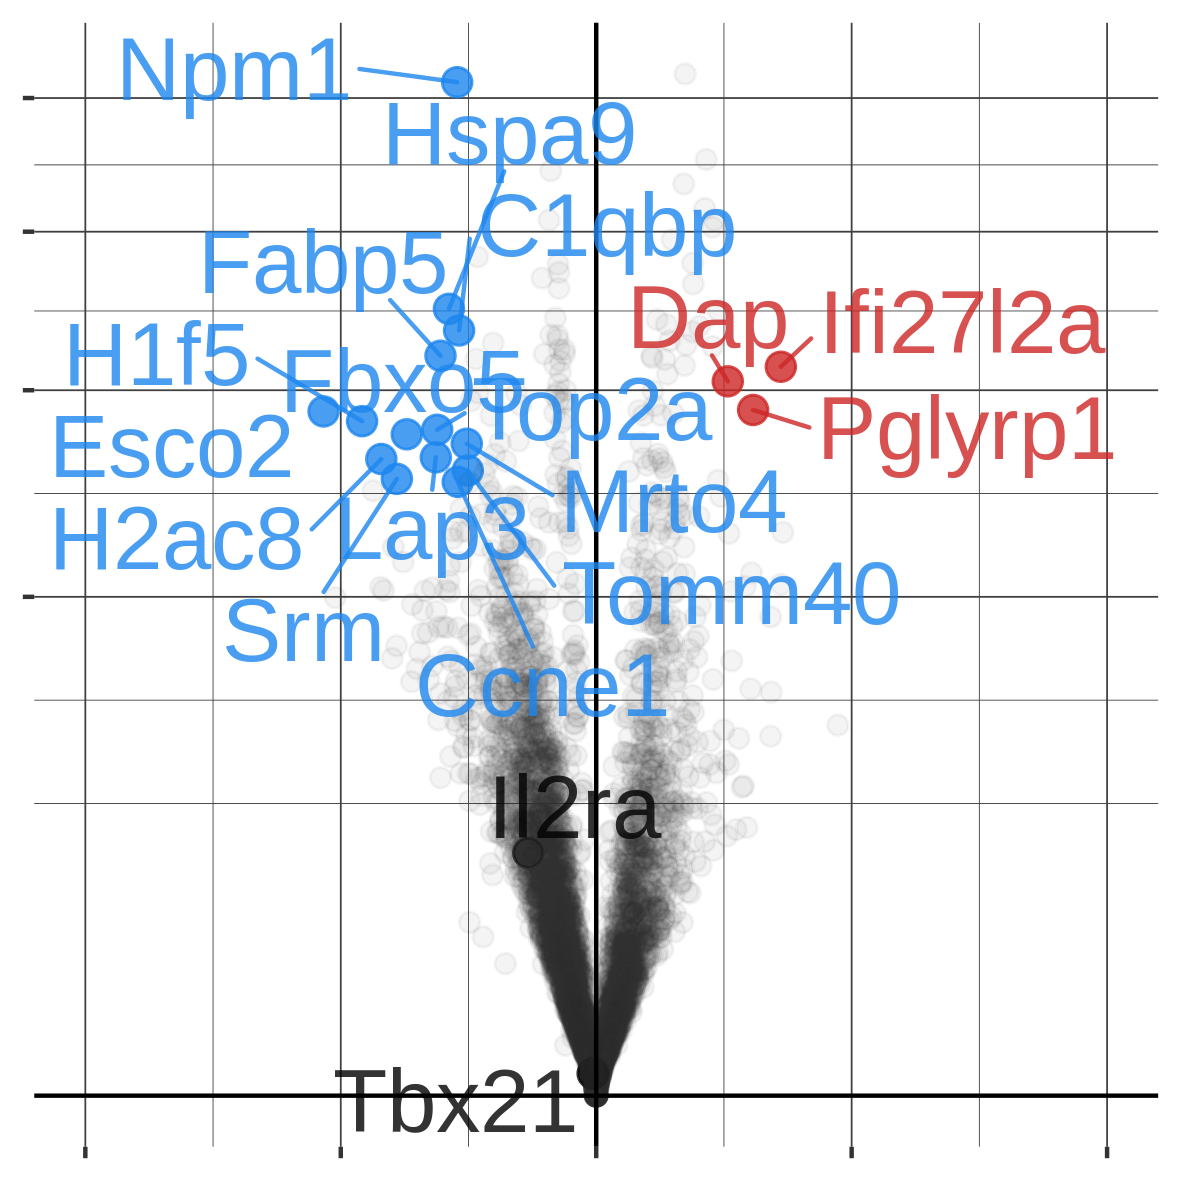 Npm1
Hspa9
C1qbp
Fabp5
Dap
Ifi27l2a
H1f5
Fbxo5
Top2a
Pglyrp1
Esco2
Mrto4
H2ac8
Lap3
Tomm40
Srm
Ccne1
Il2ra
Tbx21